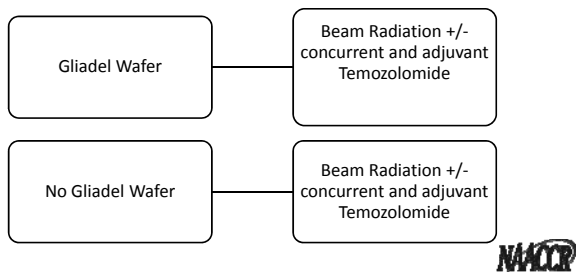 Gliadel Wafer
Beam Radiation +/-
concurrent and adjuvant
Temozolomide
No Gliadel Wafer
Beam Radiation +/-
concurrent and adjuvant
Temozolomide
NAACCR